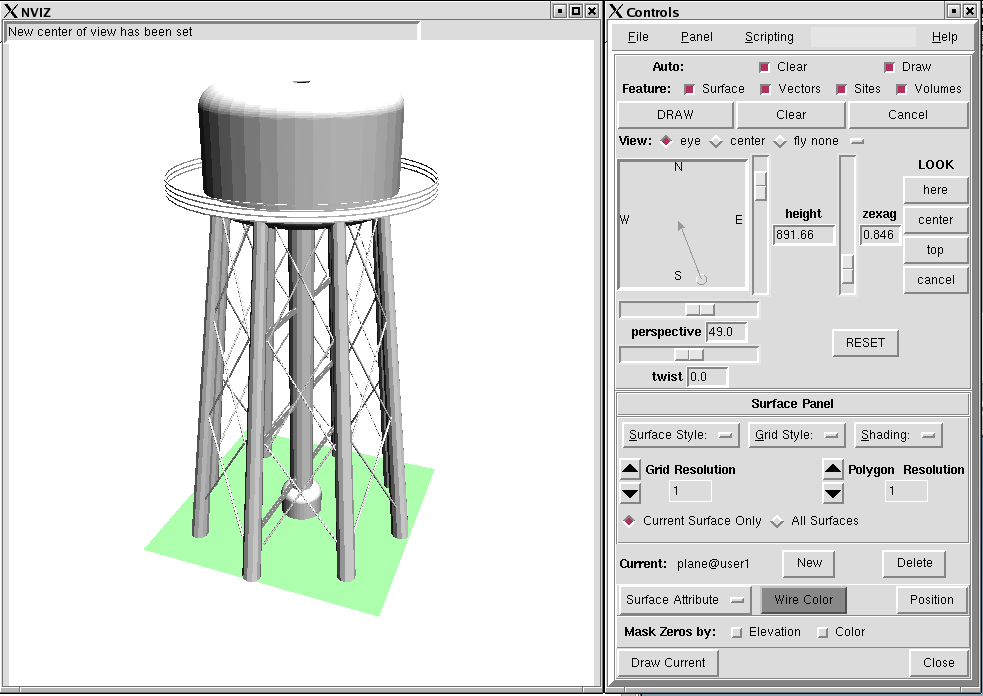 NVIZ
New center of view has been set
Controls
File Panel Scripting Help
Auto: Clear Draw
Feature: Surface Vectors Sites Volumes
DRAW Clear Cancel
View: eye center fly none
N
W E
S
height
891.66
zexag
0.846
LOOK
here
center
top
cancel
perspective 49.0
twist 0.0
RESET
Surface Panel
Surface Style: Grid Style: Shading:
Grid Resolution Polygon Resolution
1 1
Current Surface Only All Surfaces
Current: plane@user1 New Delete
Surface Attribute Wire Color Position
Mask Zeros by: Elevation Color
Draw Current Close